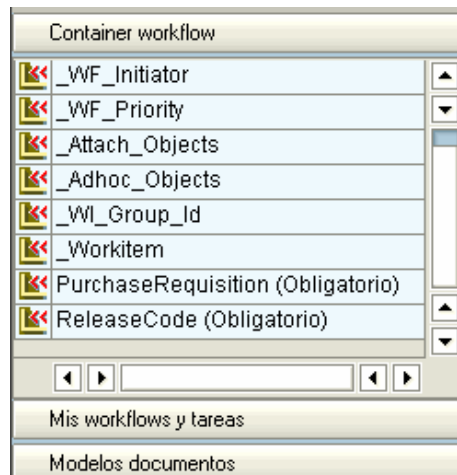 Container workflow
_WF_Initiator
_WF_Priority
_Attach_Objects
_Adhoc_Objects
_WI_Group_Id
_Workitem
PurchaseRequisition (Obligatorio)
ReleaseCode (Obligatorio)
Mis workflows y tareas
Modelos documentos